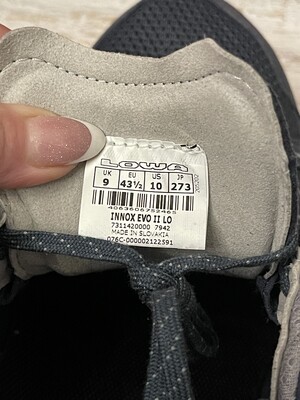 LOWA
UK EU US JP
9 43½ 10 273
4063606752465
INNOX EVO II LO
7311420000 7942
MADE IN SLOVAKIA
076C-000002122591